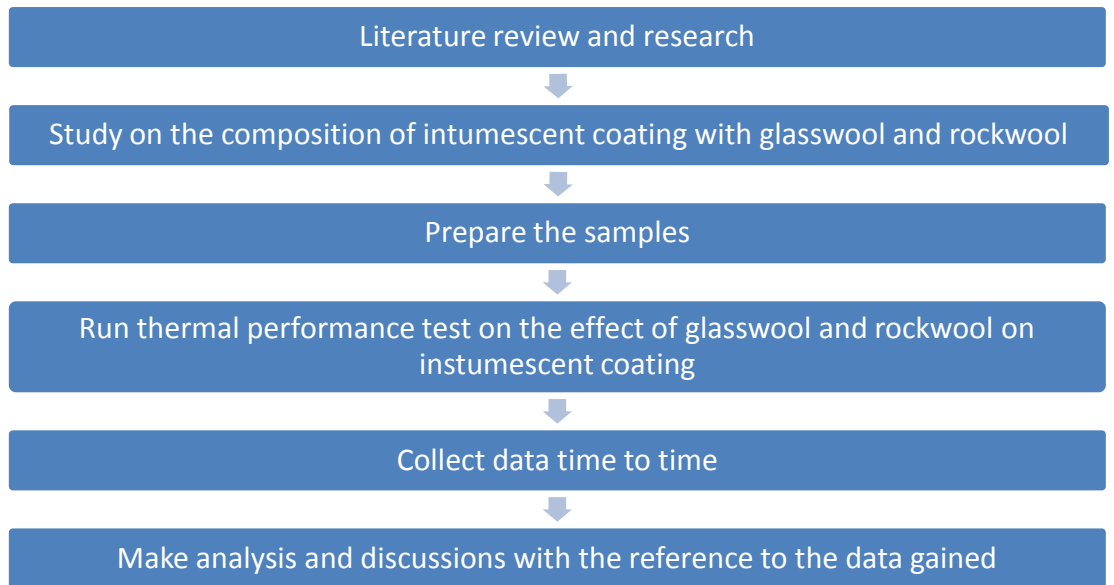 Literature review and research
Study on the composition of intumescent coating with glasswool and rockwool
Prepare the samples
Run thermal performance test on the effect of glasswool and rockwool on
instumescent coating
Collect data time to time
Make analysis and discussions with the reference to the data gained